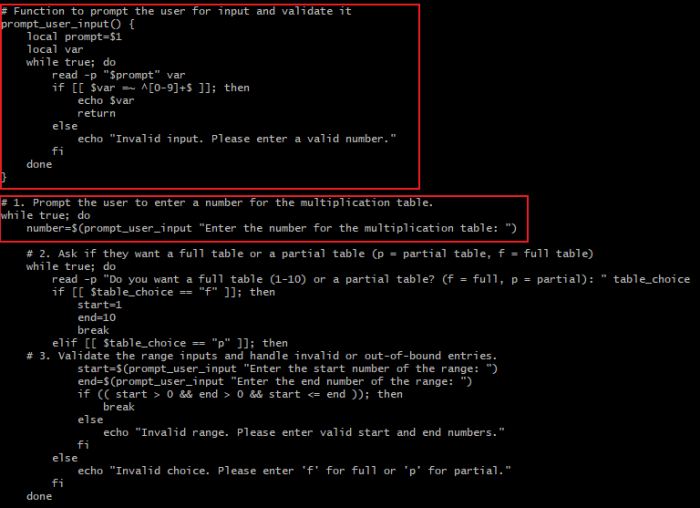 # Function to prompt the user for input and validate it
prompt_user_input() {
    local prompt=$1
    local var
    while true; do
        read -p "$prompt" var
        if [[ $var =~ ^[0-9]+$ ]]; then
            echo $var
            return
        else
            echo "Invalid input. Please enter a valid number."
        fi
    done
}
# 1. Prompt the user to enter a number for the multiplication table.
while true; do
    number=$(prompt_user_input "Enter the number for the multiplication table: ")
    # 2. Ask if they want a full table or a partial table (p = partial table, f = full table)
    while true; do
        read -p "Do you want a full table (1-10) or a partial table? (f = full, p = partial): " table_choice
        if [[ $table_choice == "f" ]]; then
            start=1
            end=10
            break
        elif [[ $table_choice == "p" ]]; then
    # 3. Validate the range inputs and handle invalid or out-of-bound entries.
            start=$(prompt_user_input "Enter the start number of the range: ")
            end=$(prompt_user_input "Enter the end number of the range: ")
            if (( start > 0 && end > 0 && start <= end )); then
                break
            else
                echo "Invalid range. Please enter valid start and end numbers."
            fi
        else
            echo "Invalid choice. Please enter 'f' for full or 'p' for partial."
        fi
    done